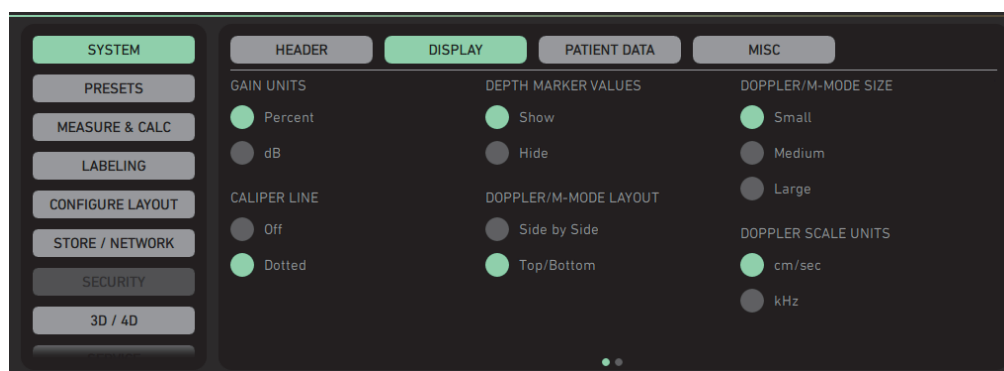 SYSTEM
PRESETS
MEASURE & CALC
LABELING
CONFIGURE LAYOUT
STORE / NETWORK
SECURITY
3D / 4D
HEADER
DISPLAY
PATIENT DATA
MISC
GAIN UNITS
Percent
dB
CALIPER LINE
Off
Dotted
DEPTH MARKER VALUES
Show
Hide
DOPPLER/M-MODE LAYOUT
Side by Side
Top/Bottom
DOPPLER/M-MODE SIZE
Small
Medium
Large
DOPPLER SCALE UNITS
cm/sec
kHz